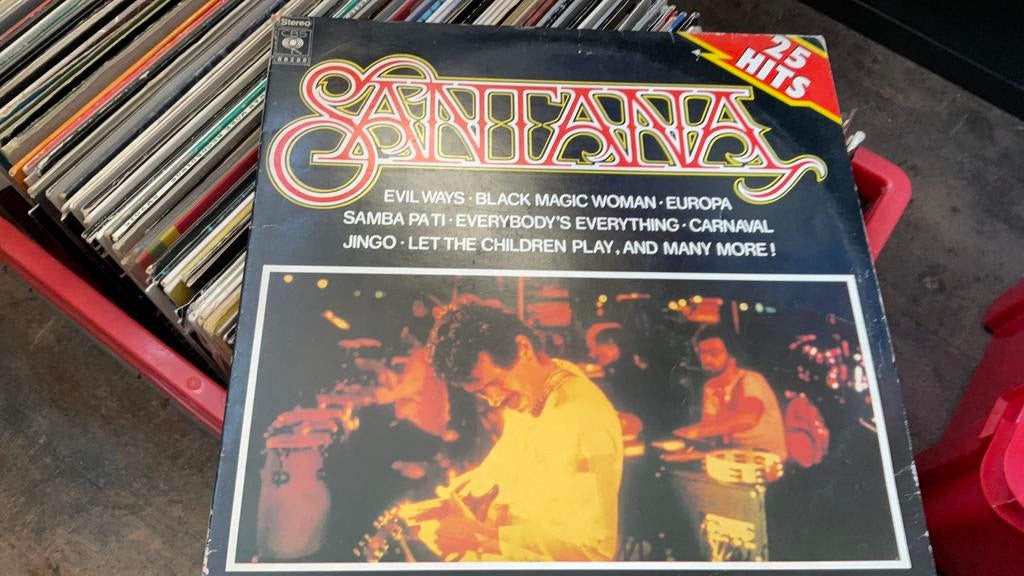 Stereo
CBS
25
HITS
SANTANA
EVIL WAYS · BLACK MAGIC WOMAN · EUROPA
SAMBA PA TI · EVERYBODY'S EVERYTHING · CARNAVAL
JINGO · LET THE CHILDREN PLAY, AND MANY MORE!